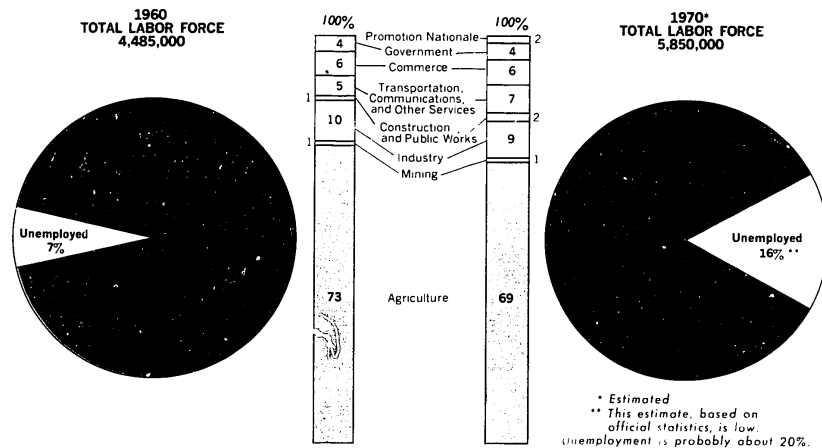 1960
TOTAL LABOR FORCE
4,485,000
Unemployed
7%
100%
4
6
5
1
10
1
73
Promotion Nationale
Government
Commerce
Transportation,
Communications,
and Other Services
Construction
and Public Works
Industry
Mining
Agriculture
100%
2
4
6
7
2
9
1
69
1970*
TOTAL LABOR FORCE
5,850,000
Unemployed
16% **
* Estimated
** This estimate, based on
official statistics, is low.
Unemployment is probobly about 20%.